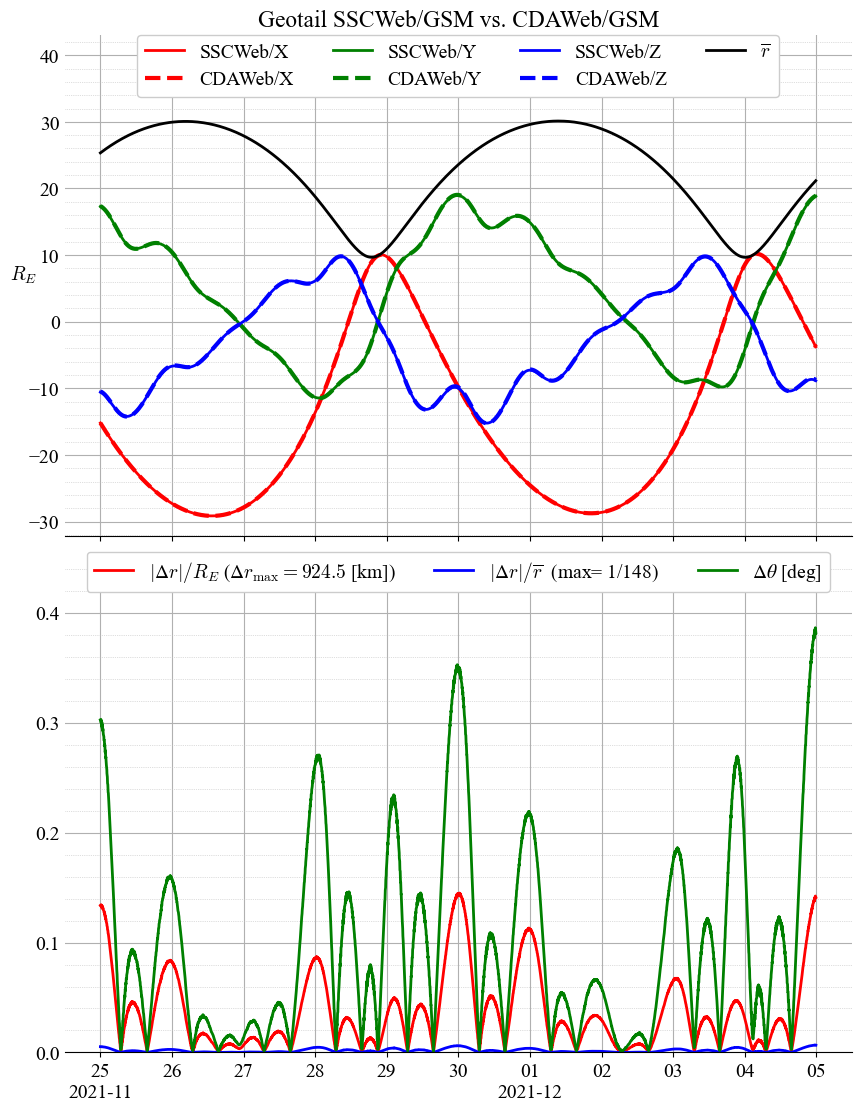 Geotail SSCWeb/GSM vs. CDAWeb/GSM
SSCWeb/X SSCWeb/Y SSCWeb/Z r̅
CDAWeb/X CDAWeb/Y CDAWeb/Z
40
30
20
10
R_E
0
−10
−20
−30
|Δr|/R_E (Δr_max = 924.5 [km]) |Δr|/r̅ (max= 1/148) Δθ [deg]
0.4
0.3
0.2
0.1
0.0
25 26 27 28 29 30 01 02 03 04 05
2021-11 2021-12